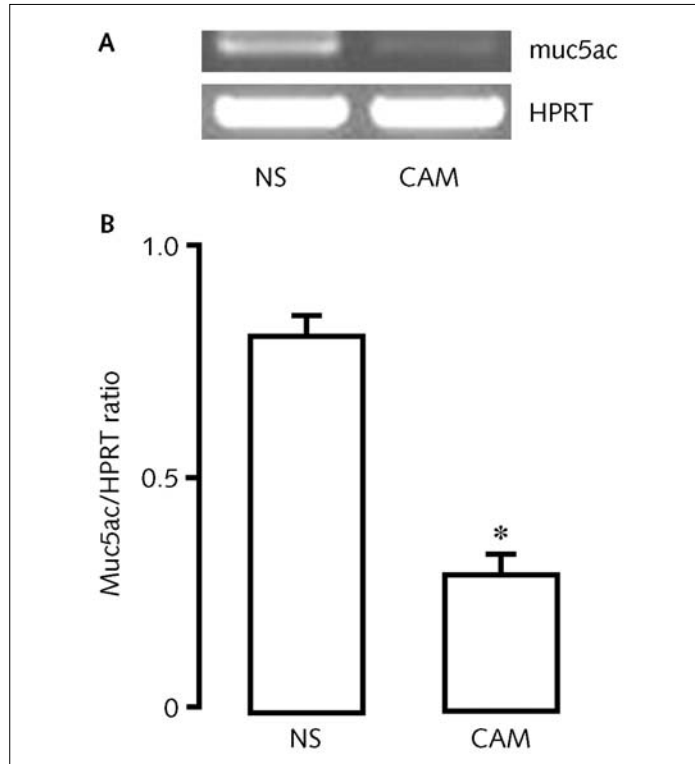 A
muc5ac
HPRT
NS CAM
B
1.0
0.5
0
Muc5ac/HPRT ratio
*
NS CAM